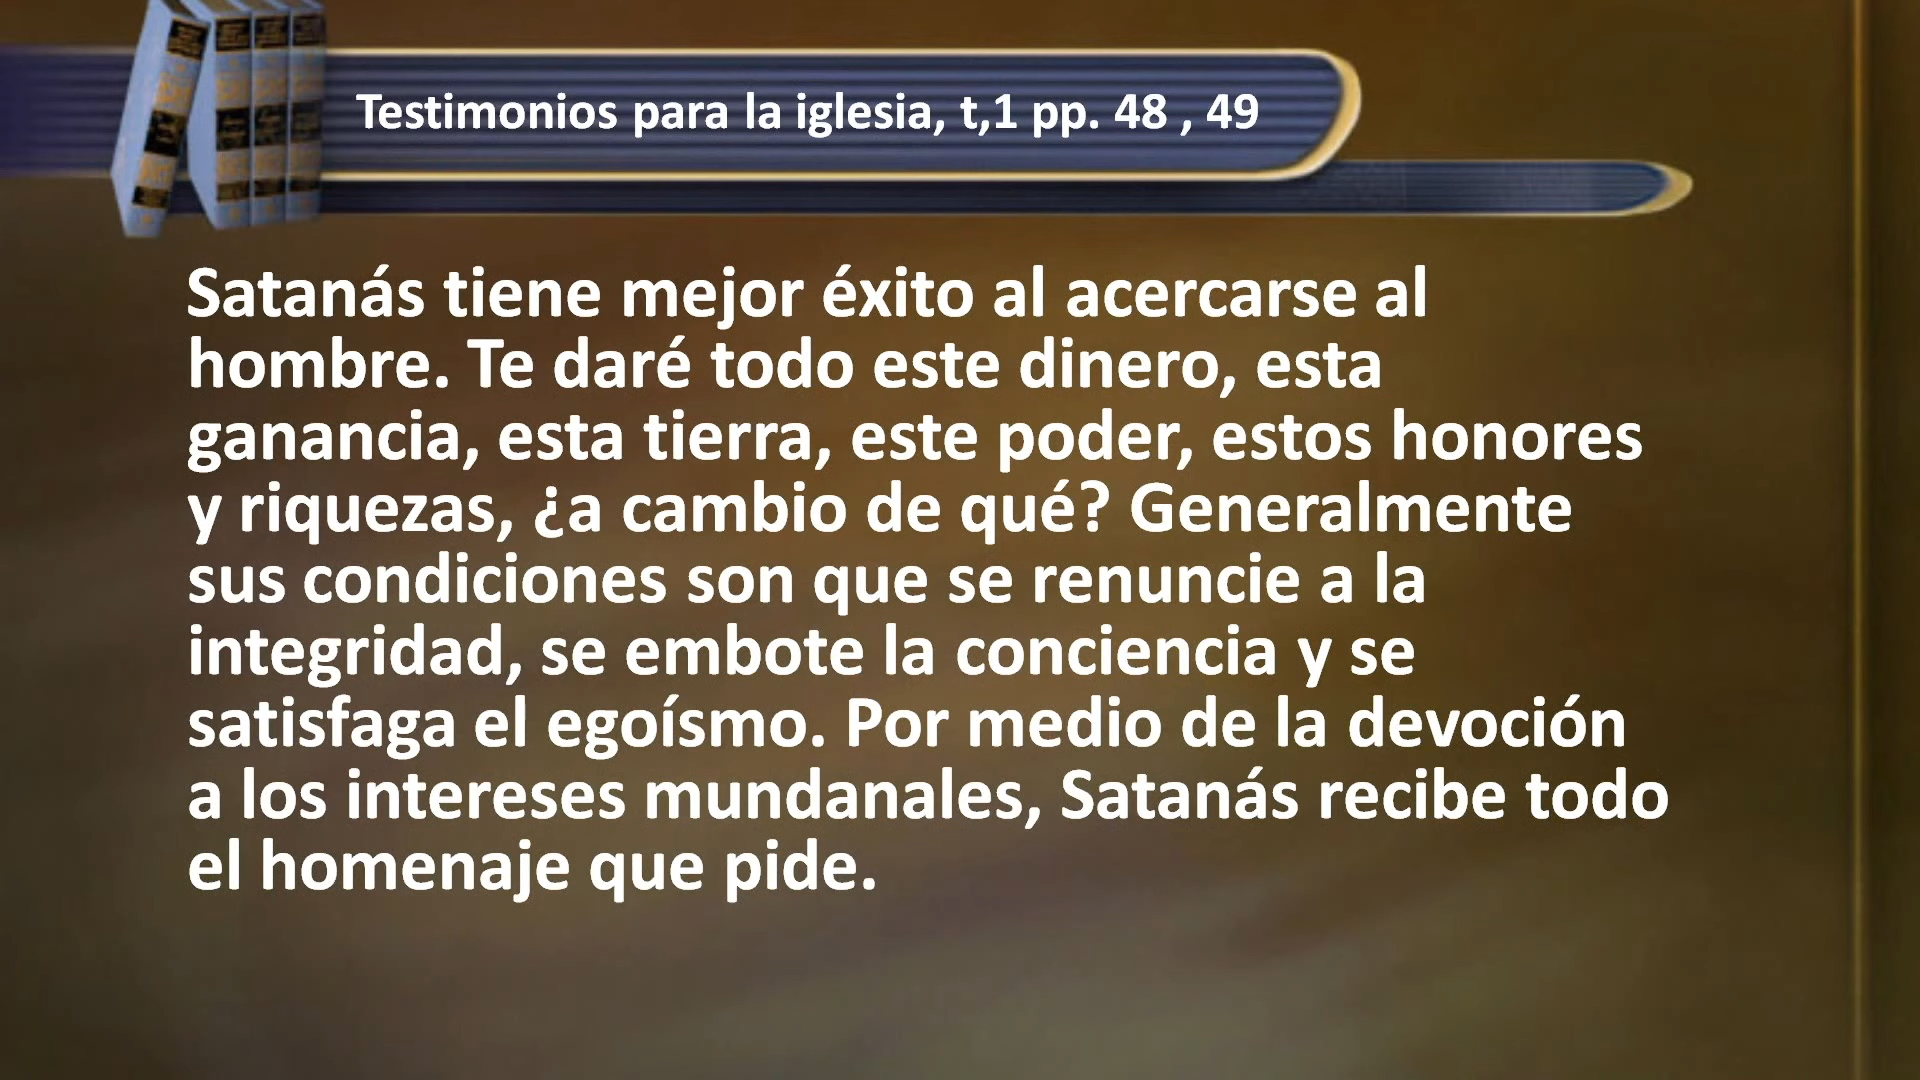 Testimonios para la iglesia, t,1 pp. 48 , 49
Satanás tiene mejor éxito al acercarse al
hombre. Te daré todo este dinero, esta
ganancia, esta tierra, este poder, estos honores
y riquezas, ¿a cambio de qué? Generalmente
sus condiciones son que se renuncie a la
integridad, se embote la conciencia y se
satisfaga el egoísmo. Por medio de la devoción
a los intereses mundanales, Satanás recibe todo
el homenaje que pide.